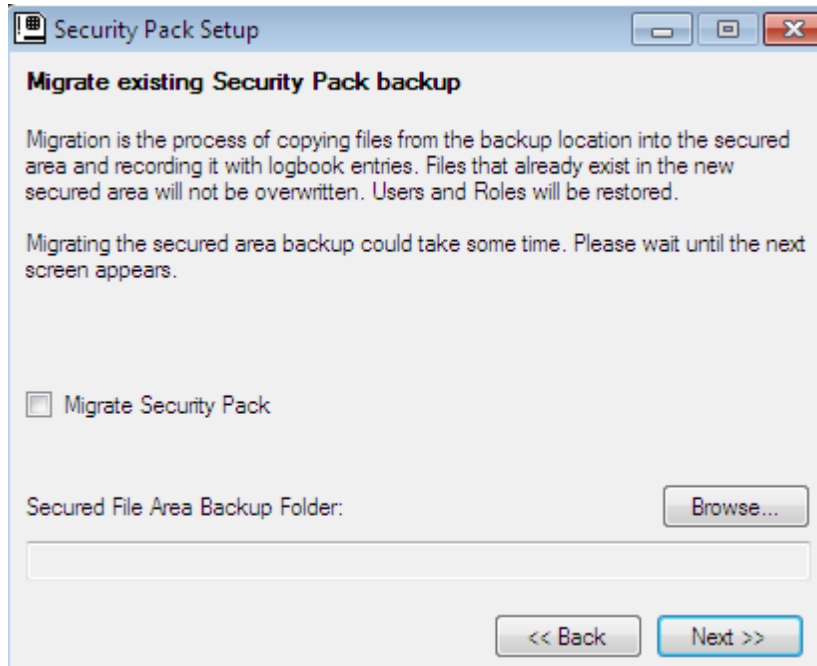 Security Pack Setup
Migrate existing Security Pack backup
Migration is the process of copying files from the backup location into the secured
area and recording it with logbook entries. Files that already exist in the new
secured area will not be overwritten. Users and Roles will be restored.
Migrating the secured area backup could take some time. Please wait until the next
screen appears.
Migrate Security Pack
Secured File Area Backup Folder:
Browse...
<< Back
Next >>